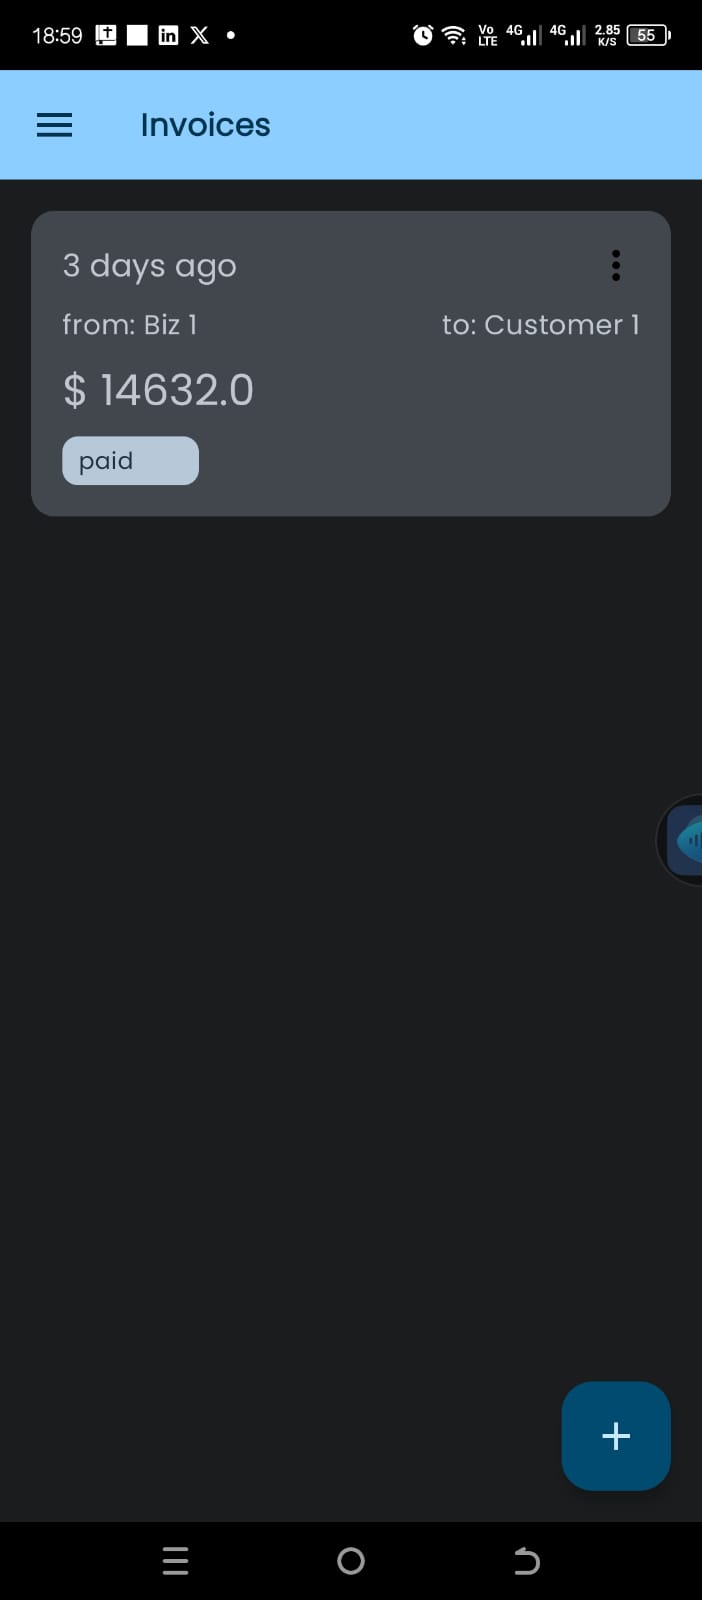 18:59 in X Vo LTE 4G 4G 2.85 K/S 55
Invoices
3 days ago
from: Biz 1 to: Customer 1
$ 14632.0
paid